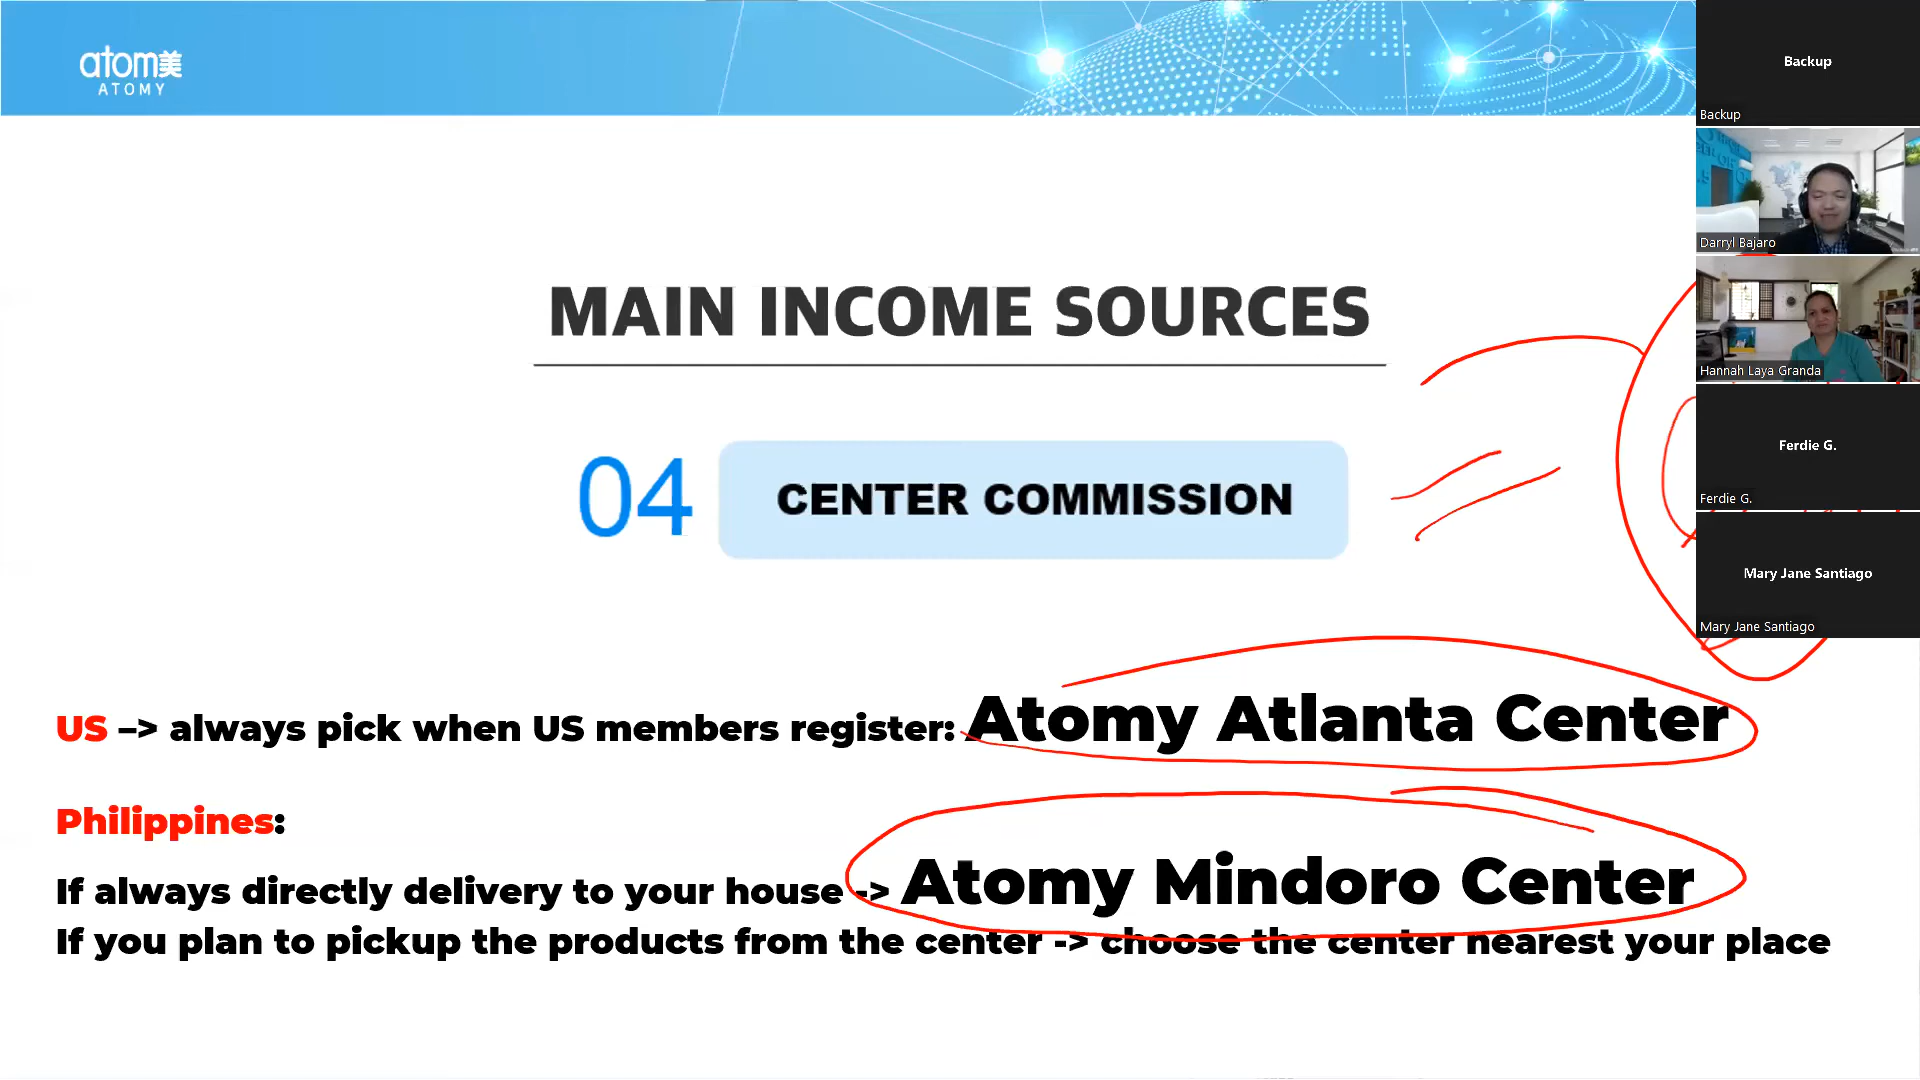 atom美
ATOMY
MAIN INCOME SOURCES
04 CENTER COMMISSION
US –> always pick when US members register: Atomy Atlanta Center
Philippines:
If always directly delivery to your house -> Atomy Mindoro Center
If you plan to pickup the products from the center -> choose the center nearest your place
Backup
Backup
Darryl Bajaro
Hannah Laya Granda
Ferdie G.
Ferdie G.
Mary Jane Santiago
Mary Jane Santiago